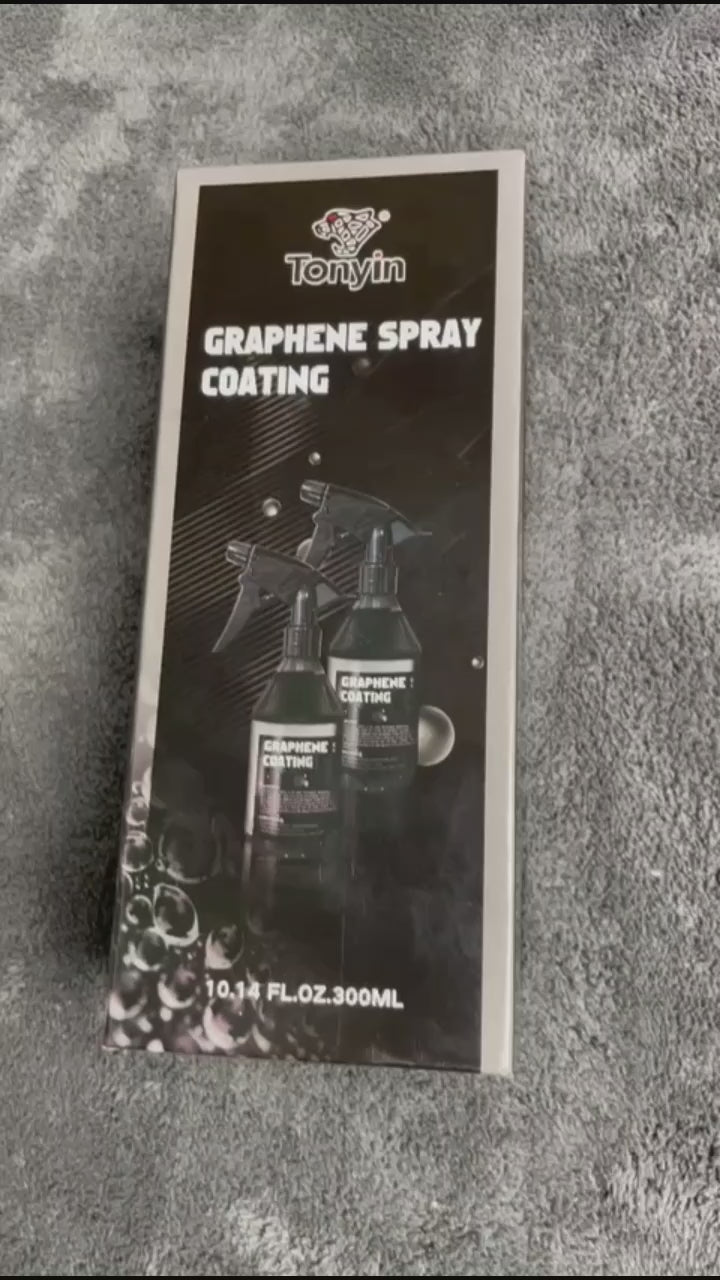 Tonyin
GRAPHENE SPRAY
COATING
GRAPHENE
COATING
GRAPHENE
COATING
10.14 FL.OZ.300ML